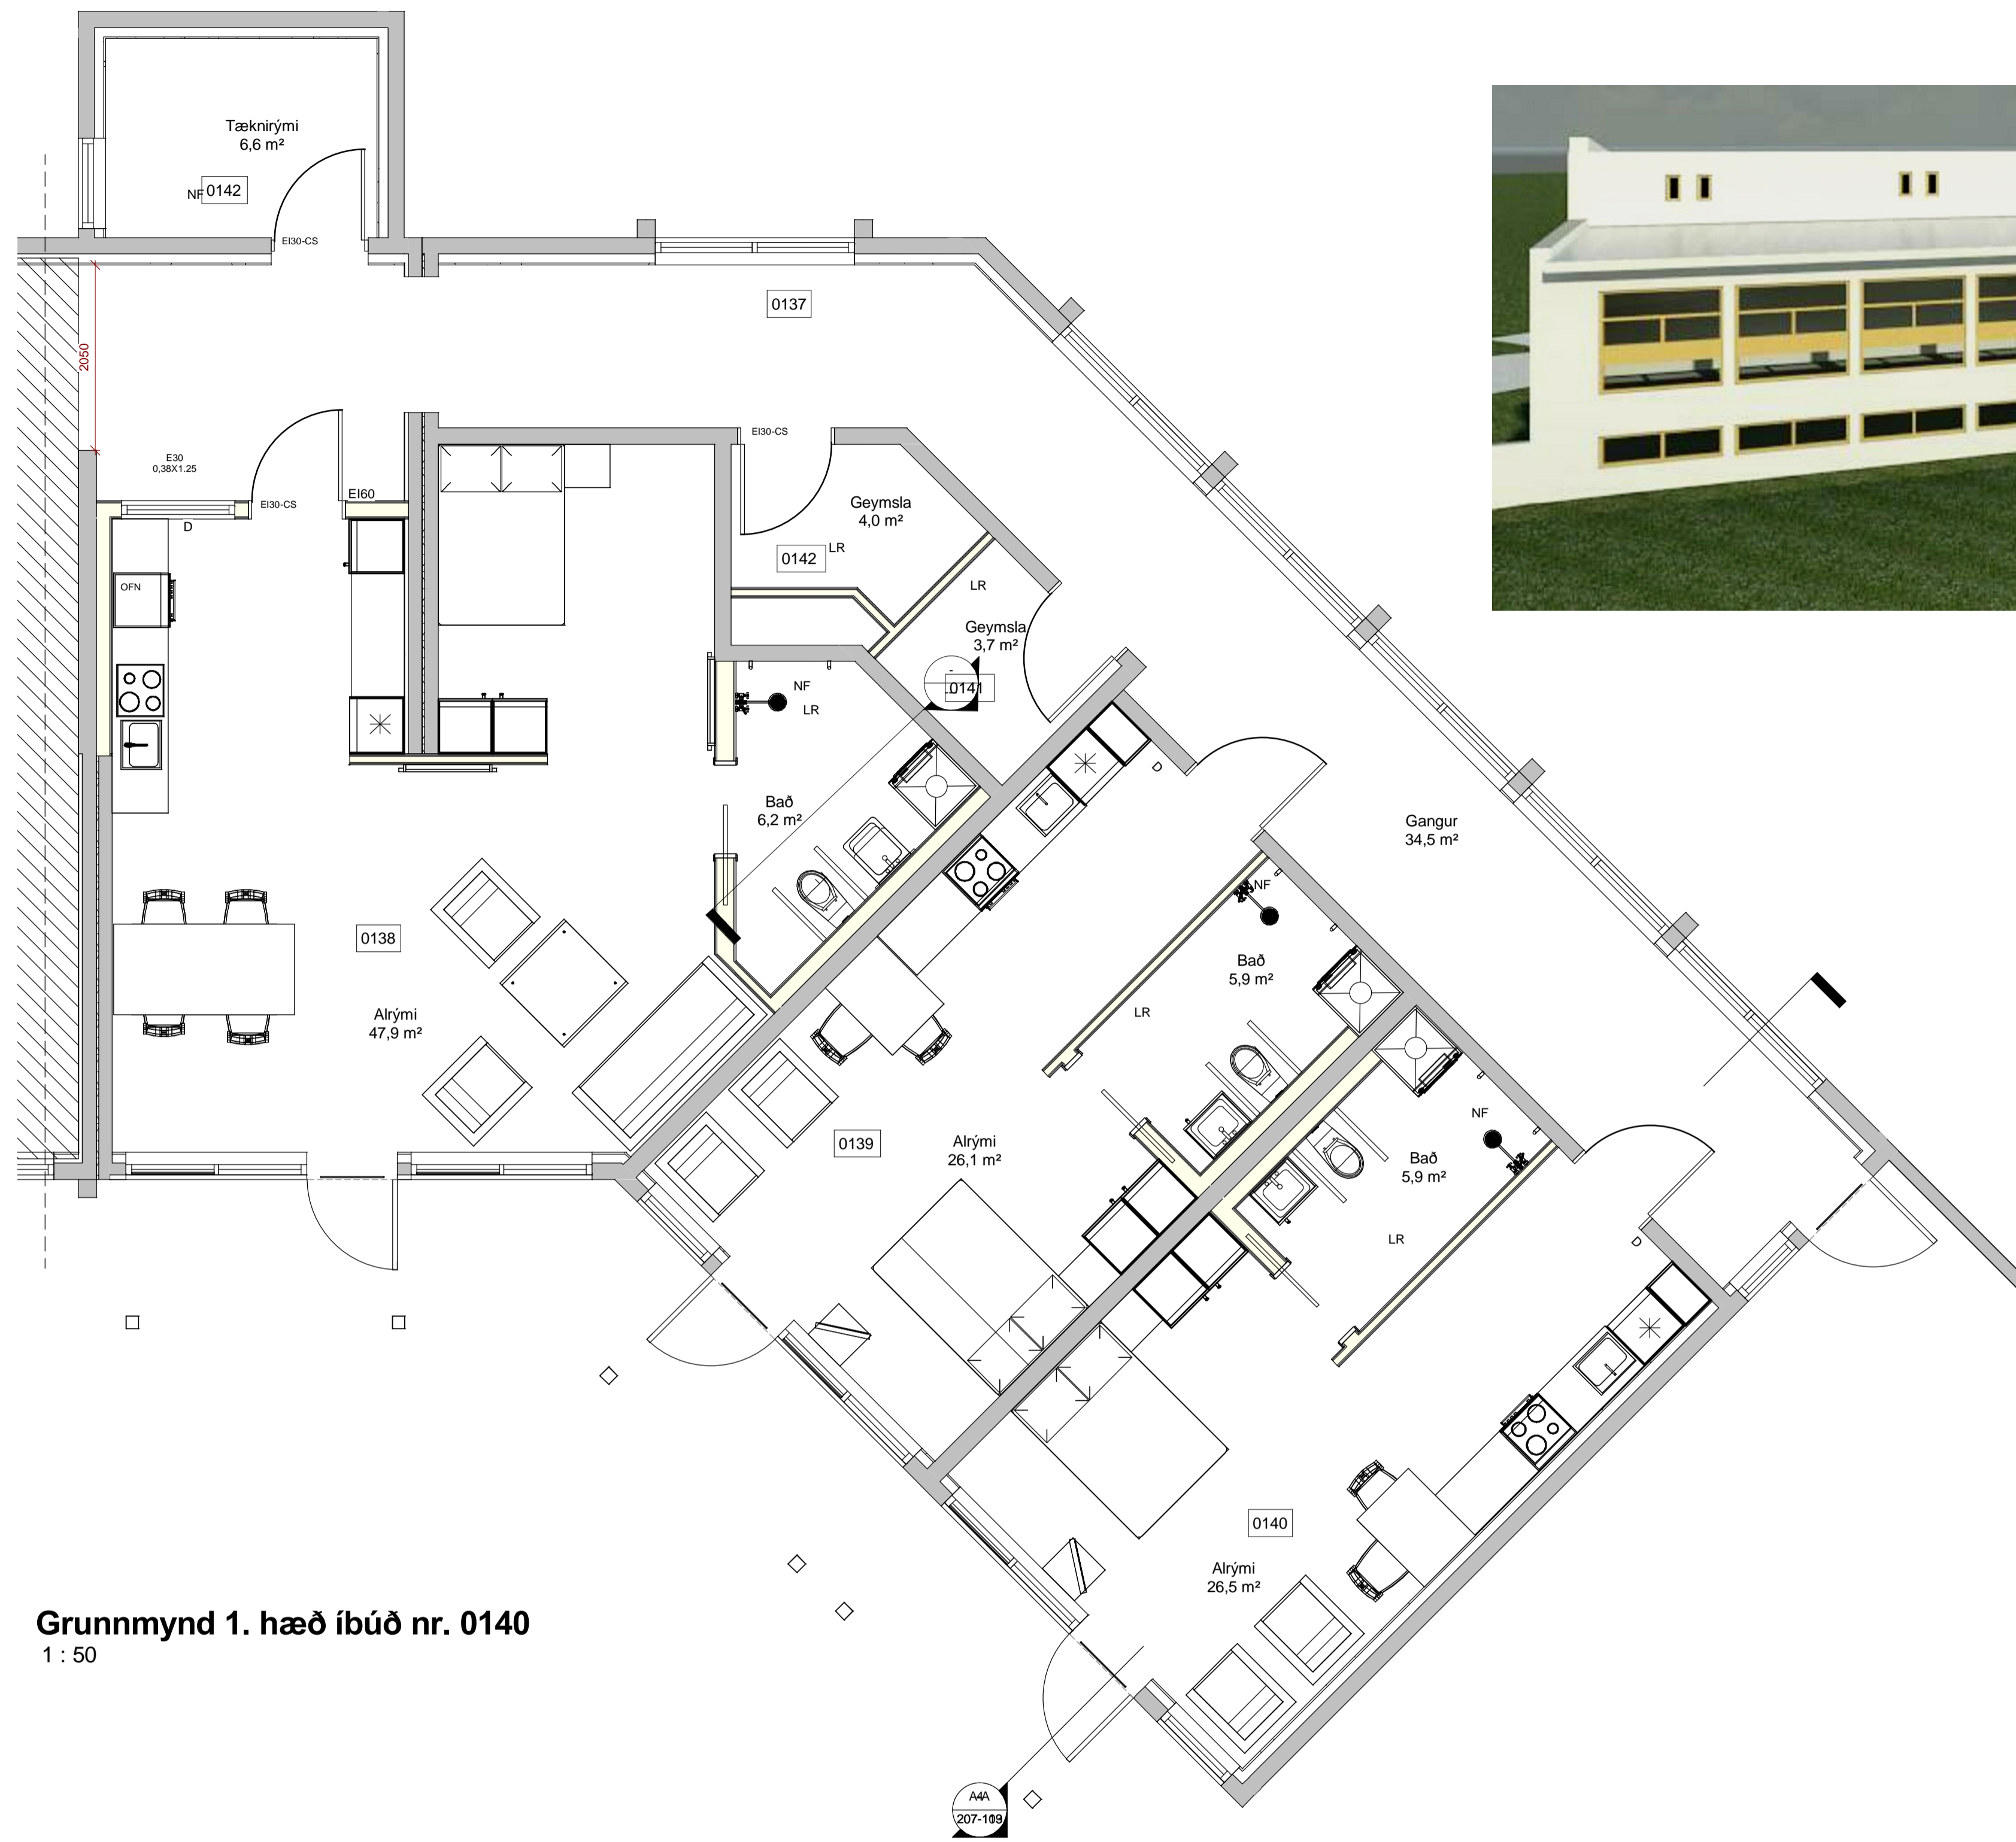 Tæknirými
6,6 m²
NF
0142
EI30-CS
0137
2050
E30
0,38X1.25
EI30-CS
EI60
D
EI30-CS
Geymsla
4,0 m²
LR
0142
OFN
LR
Geymsla
3,7 m²
0141
NF
LR
Bað
6,2 m²
D
Gangur
34,5 m²
NF
0138
Bað
5,9 m²
Alrými
47,9 m²
LR
NF
0139
Alrými
26,1 m²
Bað
5,9 m²
LR
D
0140
Alrými
26,5 m²
Grunnmynd 1. hæð íbúð nr. 0140
1 : 50